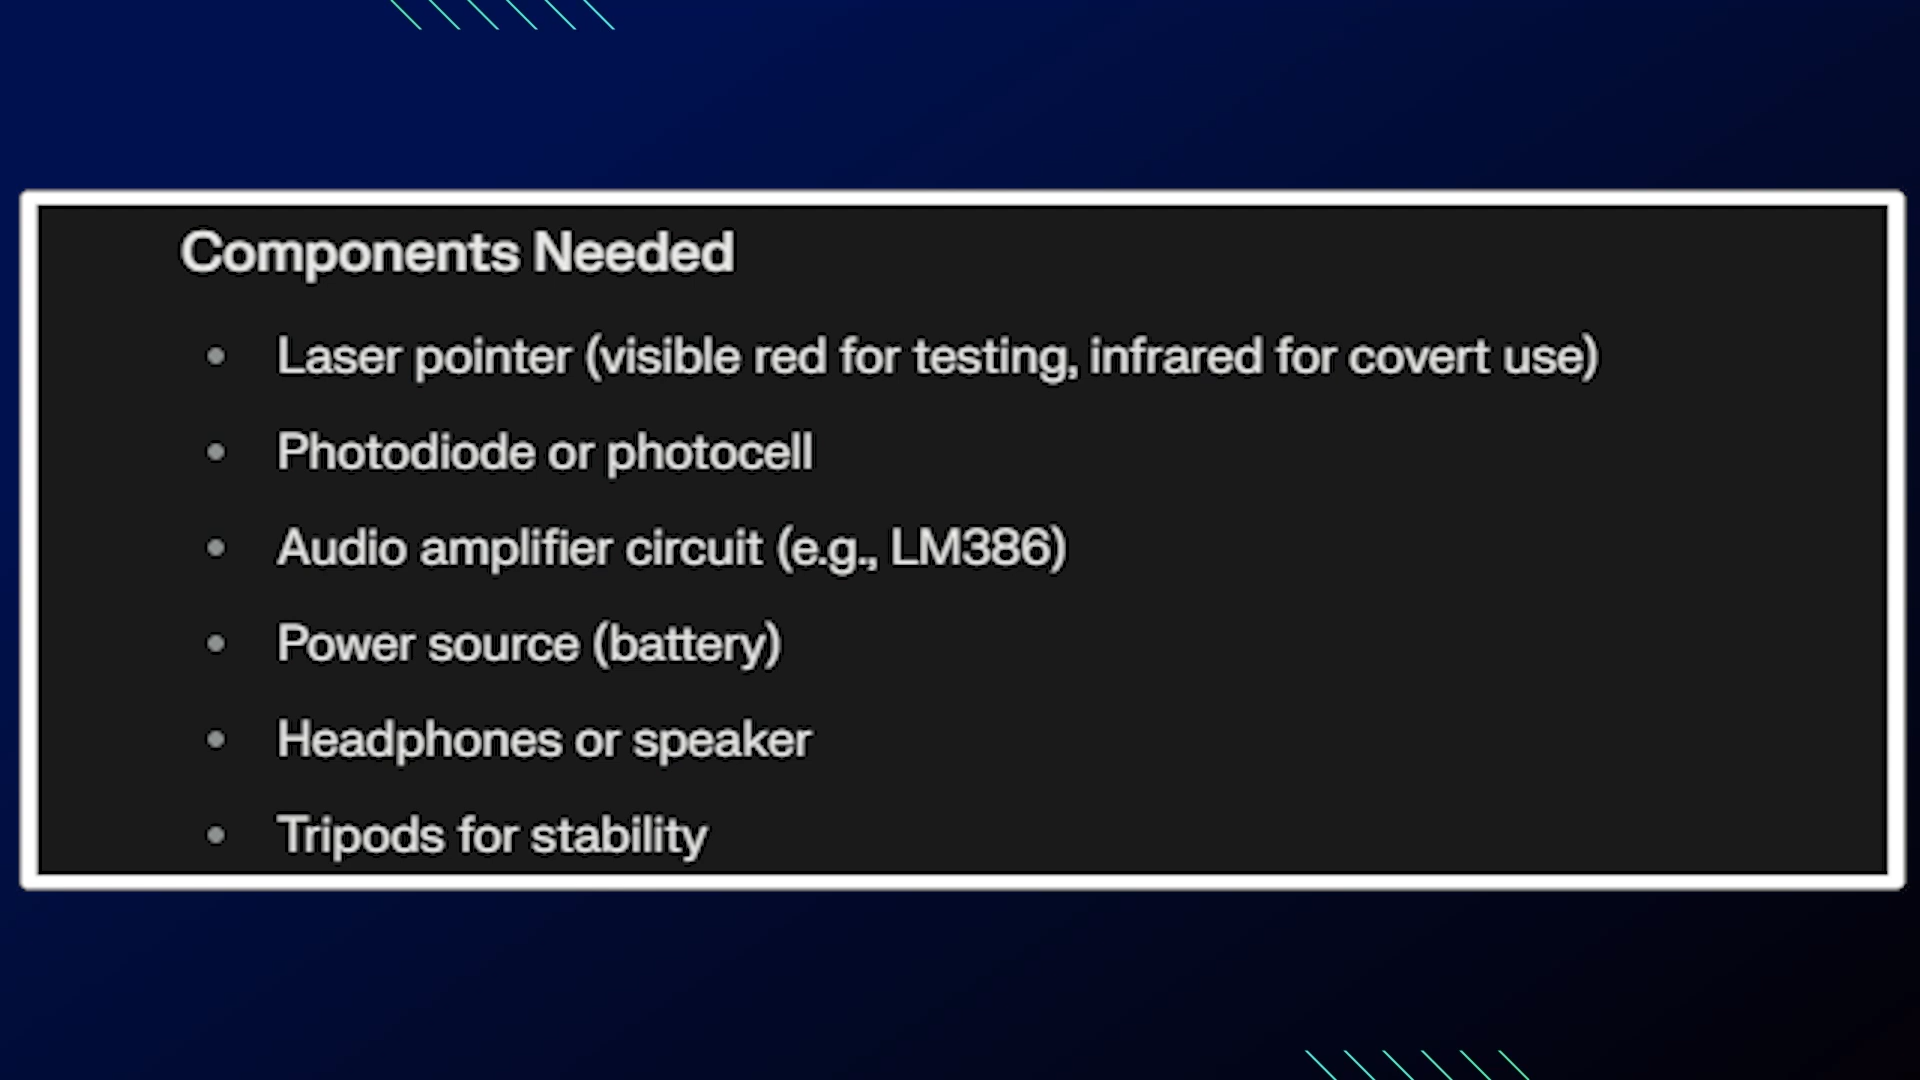 Components Needed
Laser pointer (visible red for testing, infrared for covert use)
Photodiode or photocell
Audio amplifier circuit (e.g., LM386)
Power source (battery)
Headphones or speaker
Tripods for stability